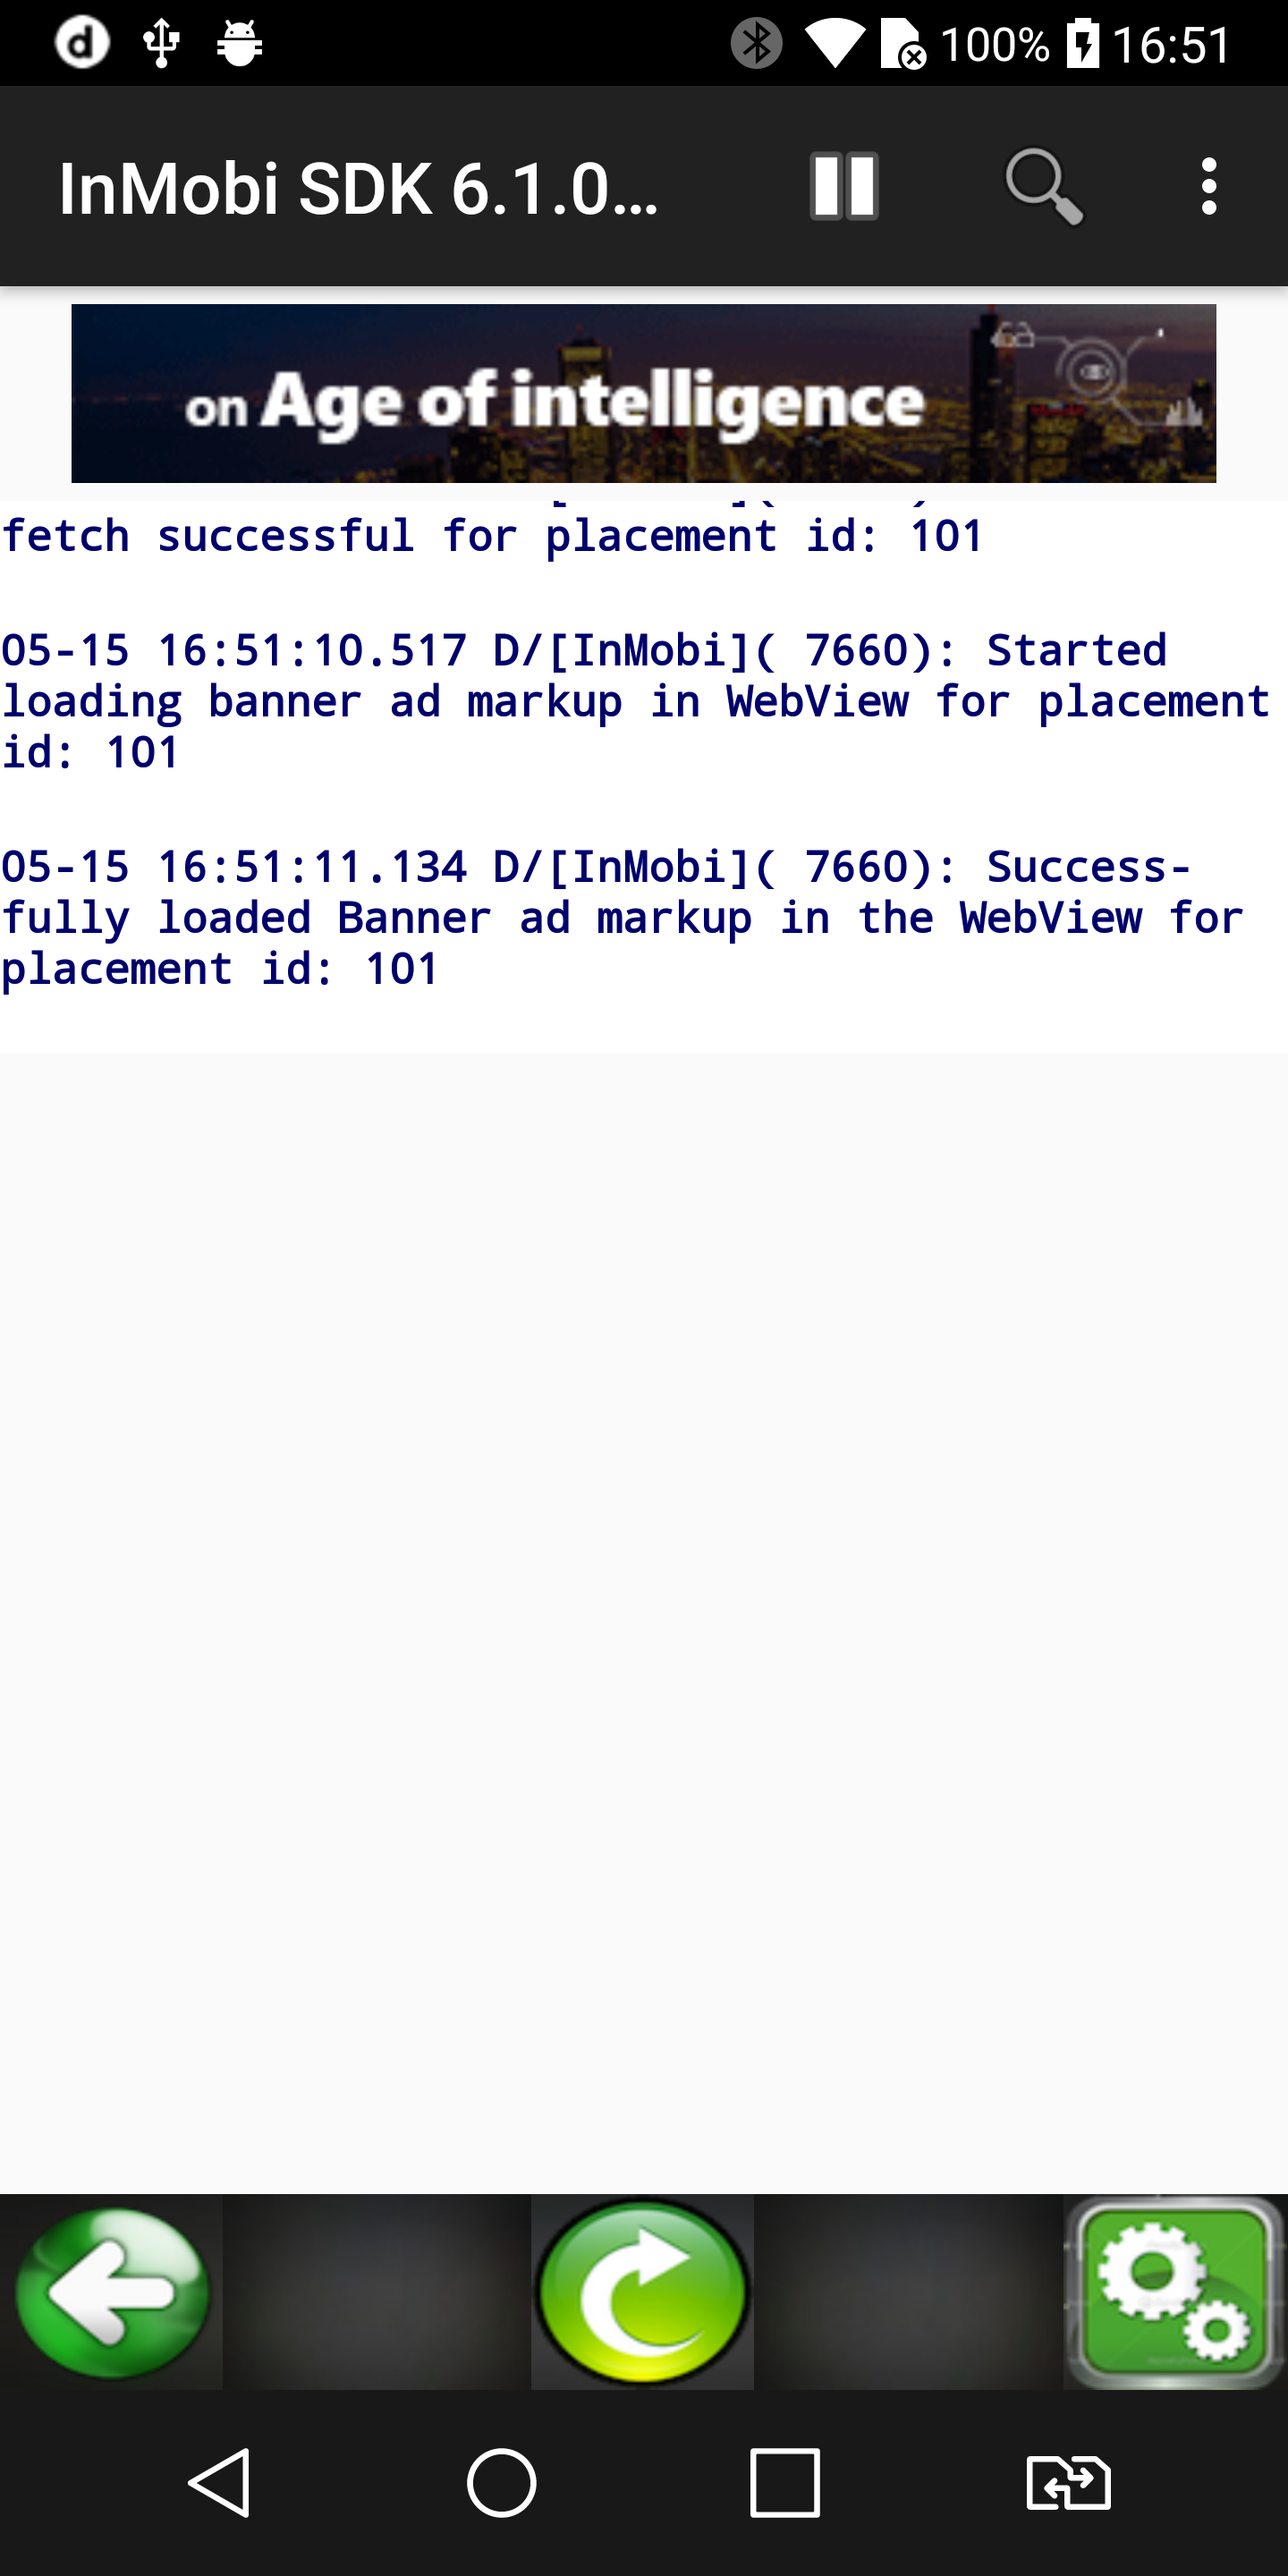 100% 16:51
InMobi SDK 6.1.0...
on Age of intelligence
fetch successful for placement id: 101
05-15 16:51:10.517 D/[InMobi]( 7660): Started
loading banner ad markup in WebView for placement
id: 101
05-15 16:51:11.134 D/[InMobi]( 7660): Success-
fully loaded Banner ad markup in the WebView for
placement id: 101